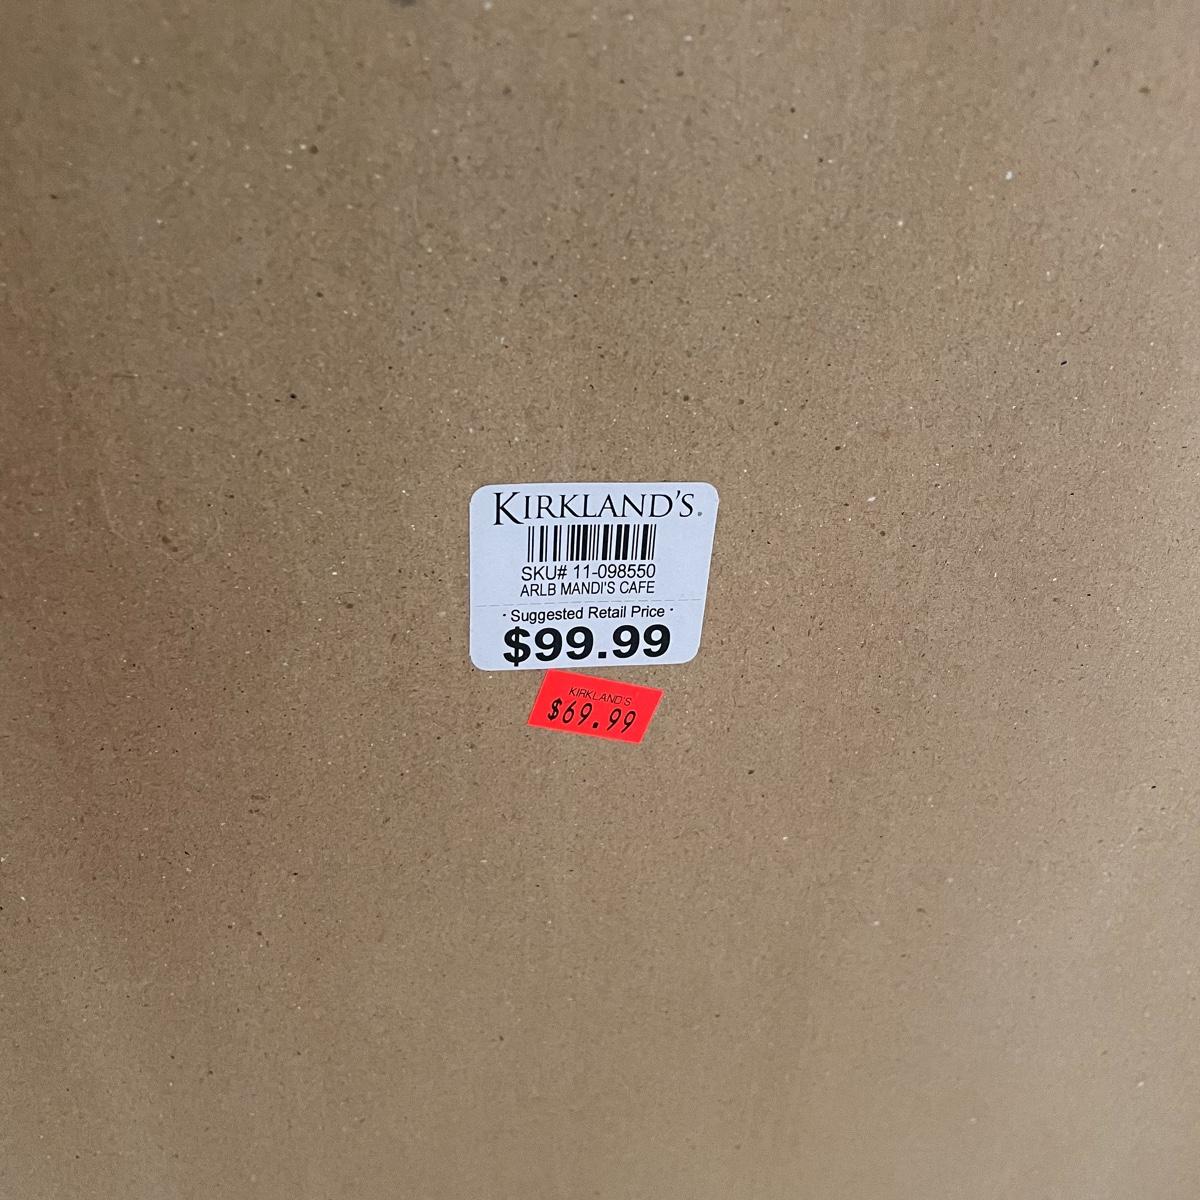 KIRKLAND'S.
SKU# 11-098550
ARLB MANDI'S CAFE
· Suggested Retail Price ·
$99.99
KIRKLAND'S
$69.99